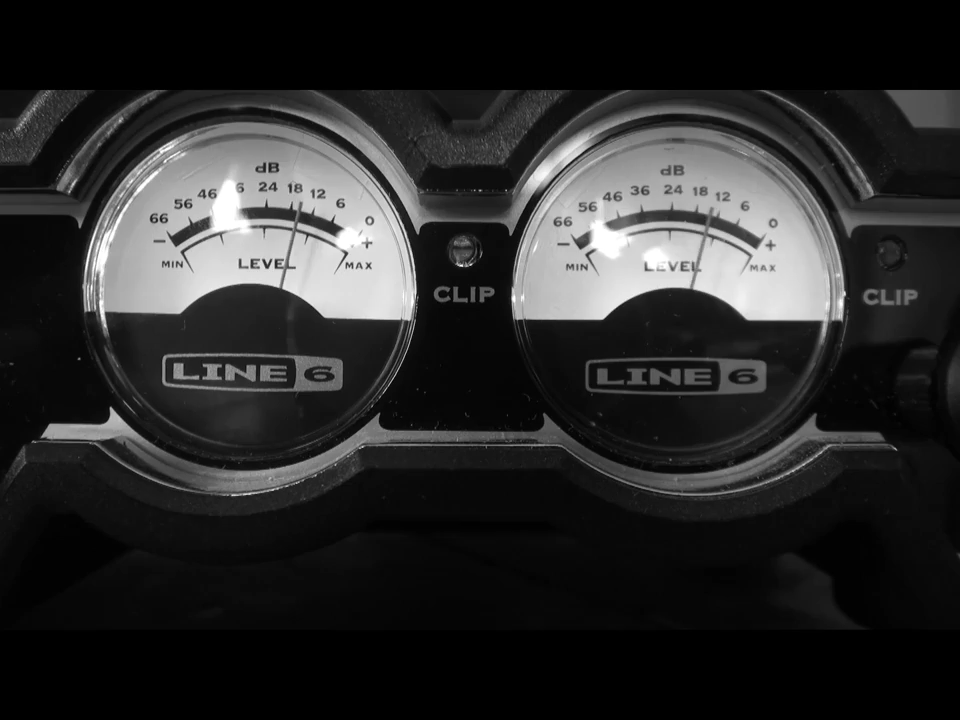 dB
66 56 46 24 18 12 6 0
- +
MIN LEVEL MAX
LINE 6
CLIP
dB
66 56 46 36 24 18 12 6 0
- +
MIN LEVEL MAX
LINE 6
CLIP